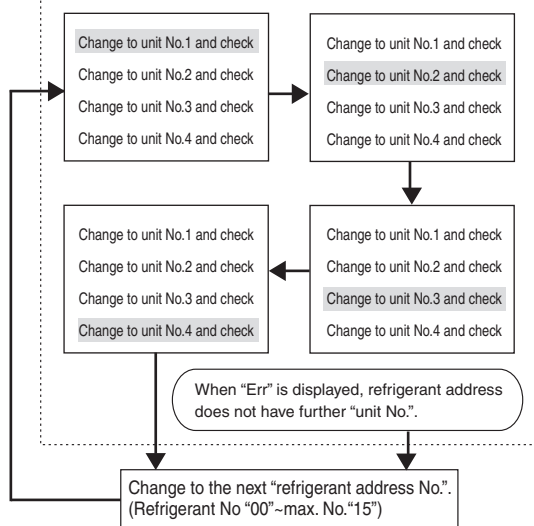 Change to unit No.1 and check
Change to unit No.2 and check
Change to unit No.3 and check
Change to unit No.4 and check
Change to unit No.1 and check
Change to unit No.2 and check
Change to unit No.3 and check
Change to unit No.4 and check
Change to unit No.1 and check
Change to unit No.2 and check
Change to unit No.3 and check
Change to unit No.4 and check
Change to unit No.1 and check
Change to unit No.2 and check
Change to unit No.3 and check
Change to unit No.4 and check
When “Err” is displayed, refrigerant address
does not have further “unit No.”.
Change to the next “refrigerant address No.”.
(Refrigerant No “00”~max. No.“15”)